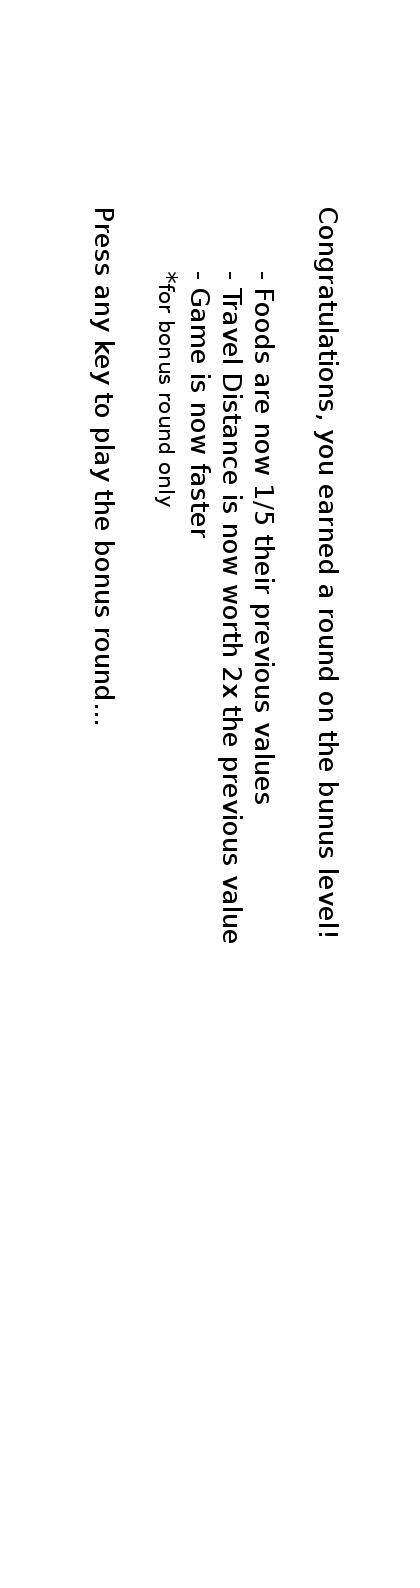 Congratulations, you earned a round on the bunus level!
- Foods are now 1/5 their previous values
- Travel Distance is now worth 2x the previous value
- Game is now faster
*for bonus round only
Press any key to play the bonus round...